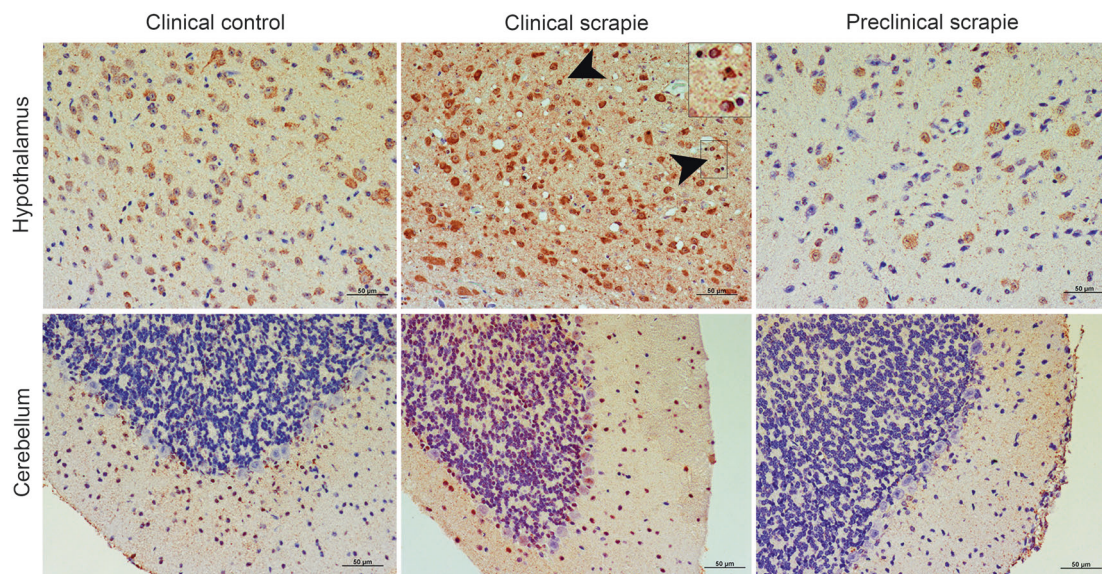 Clinical control
Clinical scrapie
Preclinical scrapie
Hypothalamus
50 µm
50 µm
50 µm
Cerebellum
50 µm
50 µm
50 µm